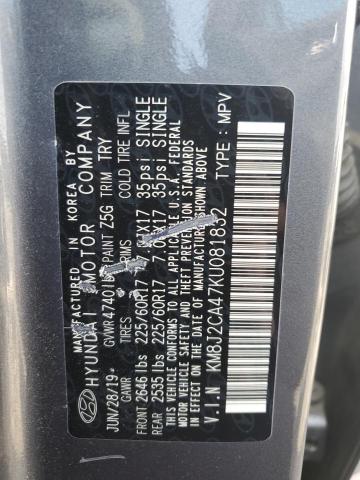 MANUFACTURED IN KOREA BY
HYUNDAI MOTOR COMPANY
JUN/28/19 GVWR 4740 lbs PAINT Z5G TRIM TRY
GAWR TIRES RIMS COLD TIRE INFL
FRONT 2646 lbs 225/60R17 35psi SINGLE
REAR 2535 lbs 225/60R17 35psi SINGLE
THIS VEHICLE CONFORMS TO ALL APPLICABLE U.S.A. FEDERAL
MOTOR VEHICLE SAFETY AND THEFT PREVENTION STANDARDS
IN EFFECT ON THE DATE OF MANUFACTURE SHOWN ABOVE.
V.I.N : KM8J2CA47KU081852 TYPE : MPV